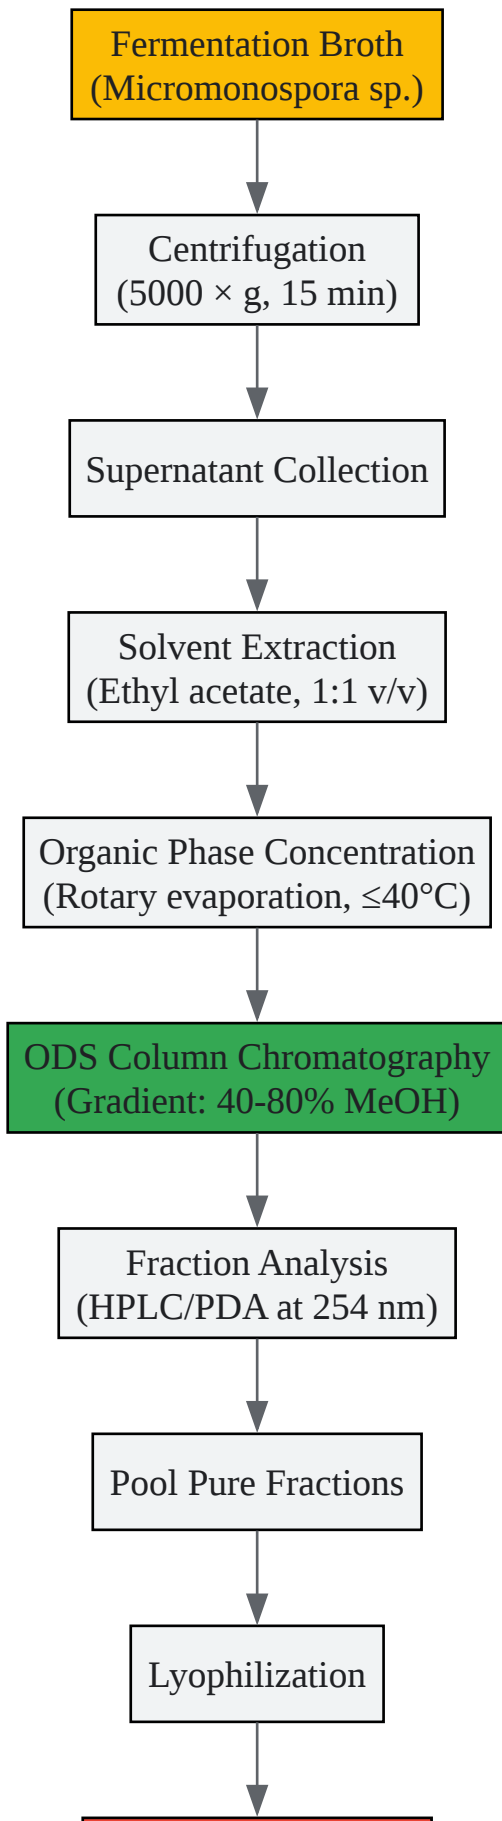 Fermentation Broth
(Micromonospora sp.)
Centrifugation
(5000 × g, 15 min)
Supernatant Collection
Solvent Extraction
(Ethyl acetate, 1:1 v/v)
Organic Phase Concentration
(Rotary evaporation, ≤40°C)
ODS Column Chromatography
(Gradient: 40-80% MeOH)
Fraction Analysis
(HPLC/PDA at 254 nm)
Pool Pure Fractions
Lyophilization